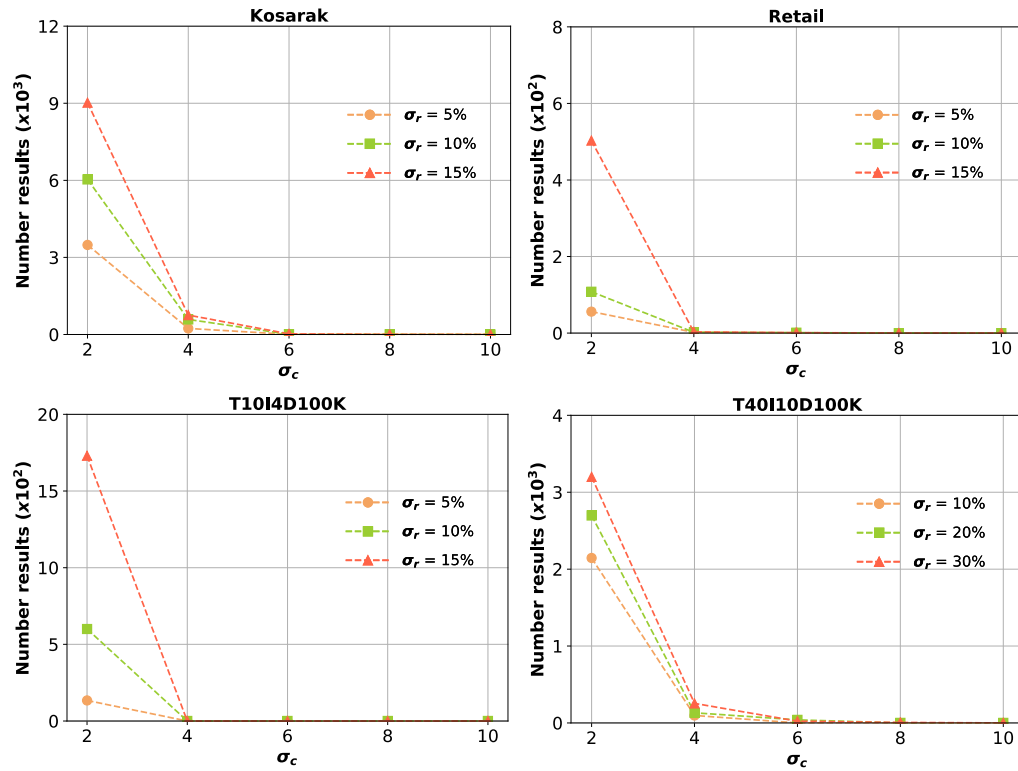 Kosarak
Number results (x10³)
12
9
6
3
0
σr = 5%
σr = 10%
σr = 15%
2 4 6 8 10
σc
Retail
Number results (x10²)
8
6
4
2
0
σr = 5%
σr = 10%
σr = 15%
2 4 6 8 10
σc
T10I4D100K
Number results (x10²)
20
15
10
5
0
σr = 5%
σr = 10%
σr = 15%
2 4 6 8 10
σc
T40I10D100K
Number results (x10³)
4
3
2
1
0
σr = 10%
σr = 20%
σr = 30%
2 4 6 8 10
σc